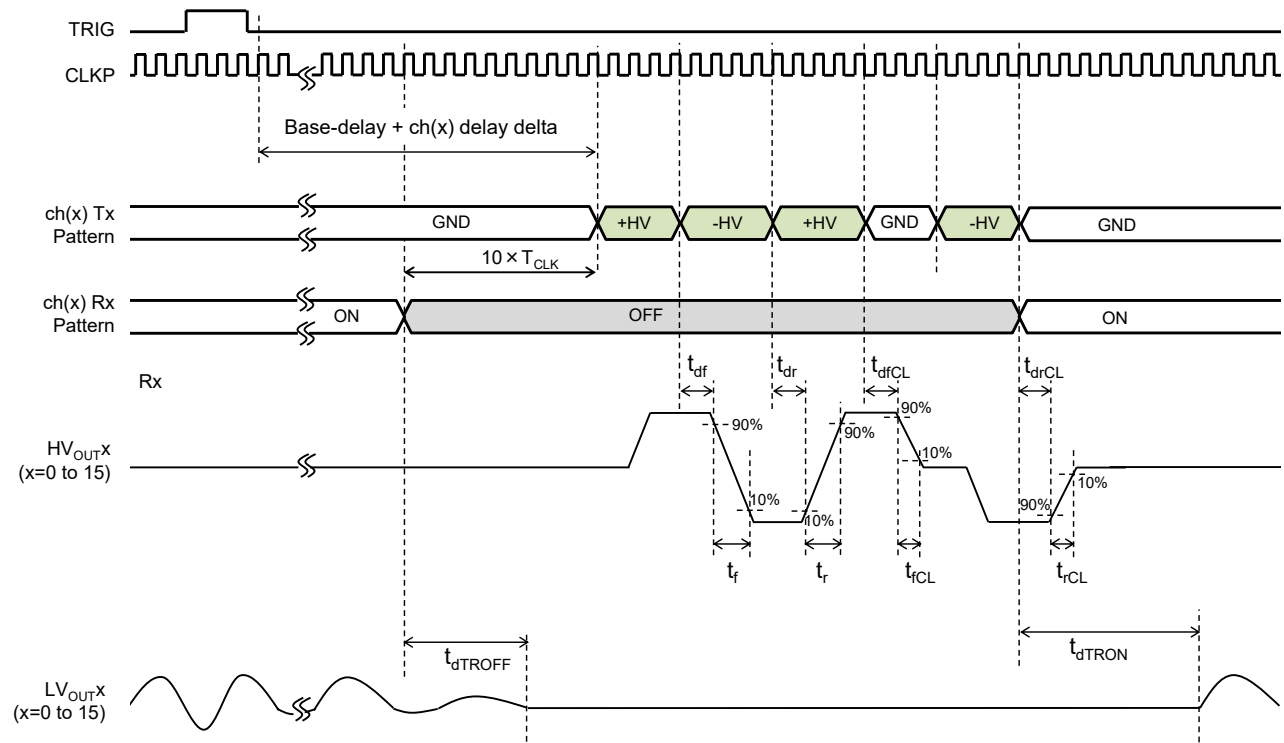 TRIG
CLKP
Base-delay + ch(x) delay delta
ch(x) Tx
Pattern
GND
+HV
-HV
+HV
GND
-HV
GND
10 × T_CLK
ch(x) Rx
Pattern
ON
OFF
ON
Rx
t_df
t_dr
t_dfCL
t_drCL
HV_OUTx
(x=0 to 15)
90%
10%
10%
90%
90%
10%
90%
10%
t_f
t_r
t_fCL
t_rCL
t_dTROFF
t_dTRON
LV_OUTx
(x=0 to 15)